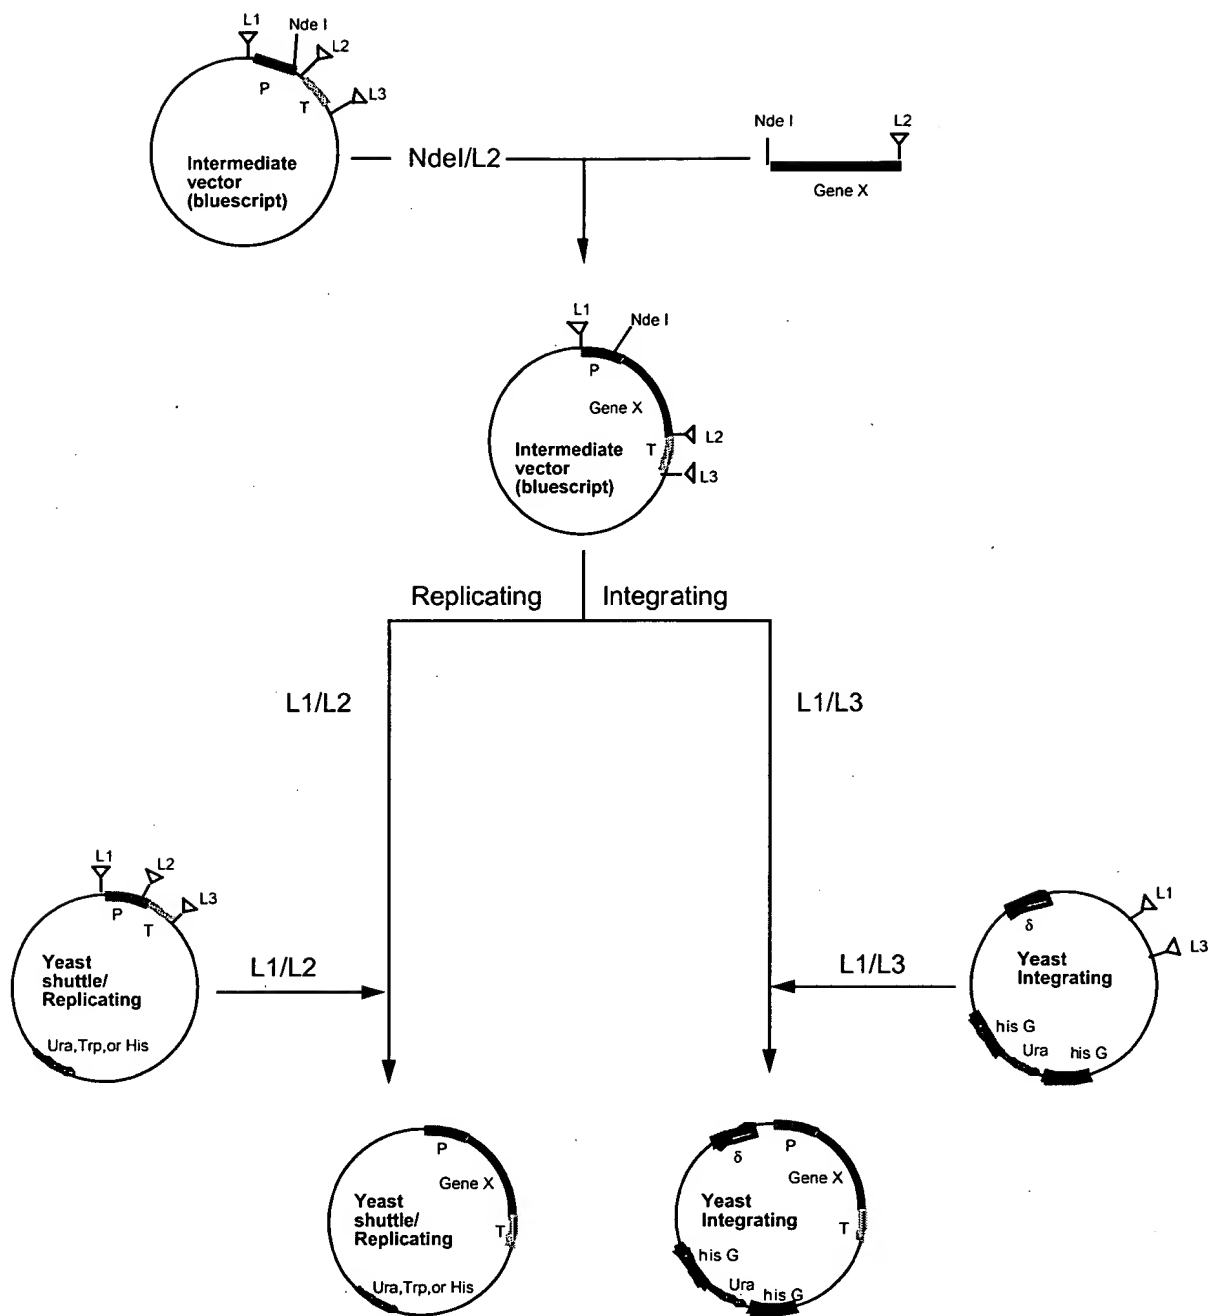 L1
Nde I
L2
P
T
L3
Intermediate
vector
(bluescript)
NdeI/L2
Nde I
L2
Gene X
L1
Nde I
P
Gene X
L2
T
Intermediate
vector
(bluescript)
L3
Replicating
Integrating
L1/L2
L1/L3
L1
L2
L3
P
T
Yeast
shuttle/
Replicating
Ura,Trp,or His
L1/L2
L1/L3
L1
L3
δ
Yeast
Integrating
his G
Ura
his G
P
Gene X
Yeast
shuttle/
Replicating
T
Ura,Trp,or His
δ
P
Gene X
Yeast
Integrating
T
his G
Ura
his G